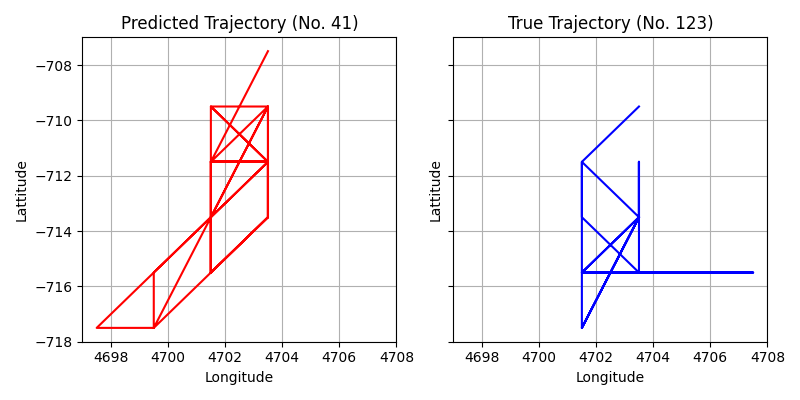 Predicted Trajectory (No. 41)
True Trajectory (No. 123)
−708
−710
−712
−714
−716
−718
Lattitude
Lattitude
4698 4700 4702 4704 4706 4708
4698 4700 4702 4704 4706 4708
Longitude
Longitude